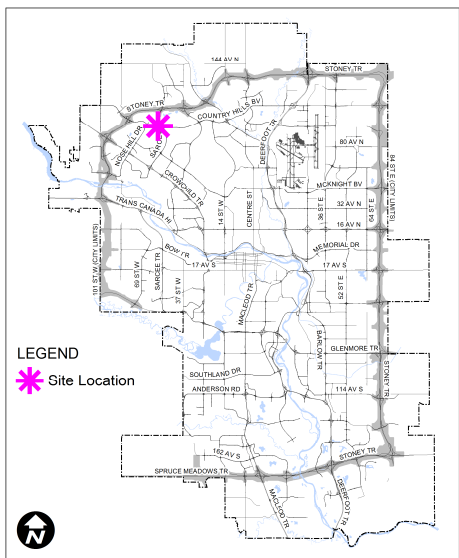 144 AV N
STONEY TR
STONEY TR
COUNTRY HILLS BV
NOSE HILL DR
SARC
DEERFOOT TR
80 AV N
CROWCHILD TR
MCKNIGHT BV
84 ST E (CITY LIMITS)
14 ST W
CENTRE ST
36 ST E
32 AV N
64 ST E
TRANS CANADA HI
16 AV N
101 ST W (CITY LIMITS)
BOW TR
MEMORIAL DR
69 ST W
SARCEE TR
17 AV S
17 AV S
37 ST W
52 ST E
MACLEOD TR
BARLOW TR
LEGEND
Site Location
GLENMORE TR
SOUTHLAND DR
STONEY TR
ANDERSON RD
114 AV S
162 AV S
STONEY TR
SPRUCE MEADOWS TR
MACLEOD TR
DEERFOOT TR
N